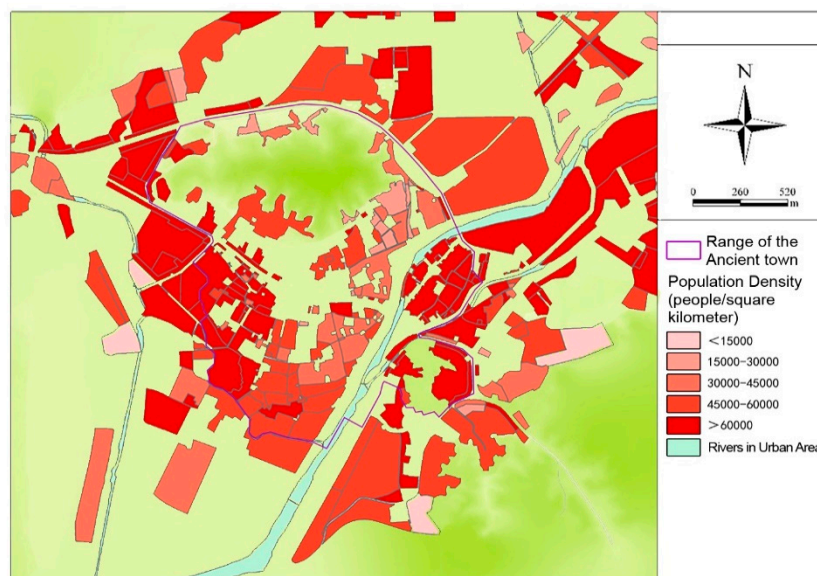 N
0 260 520
m
Range of the
Ancient town
Population Density
(people/square
kilometer)
<15000
15000-30000
30000-45000
45000-60000
>60000
Rivers in Urban Area